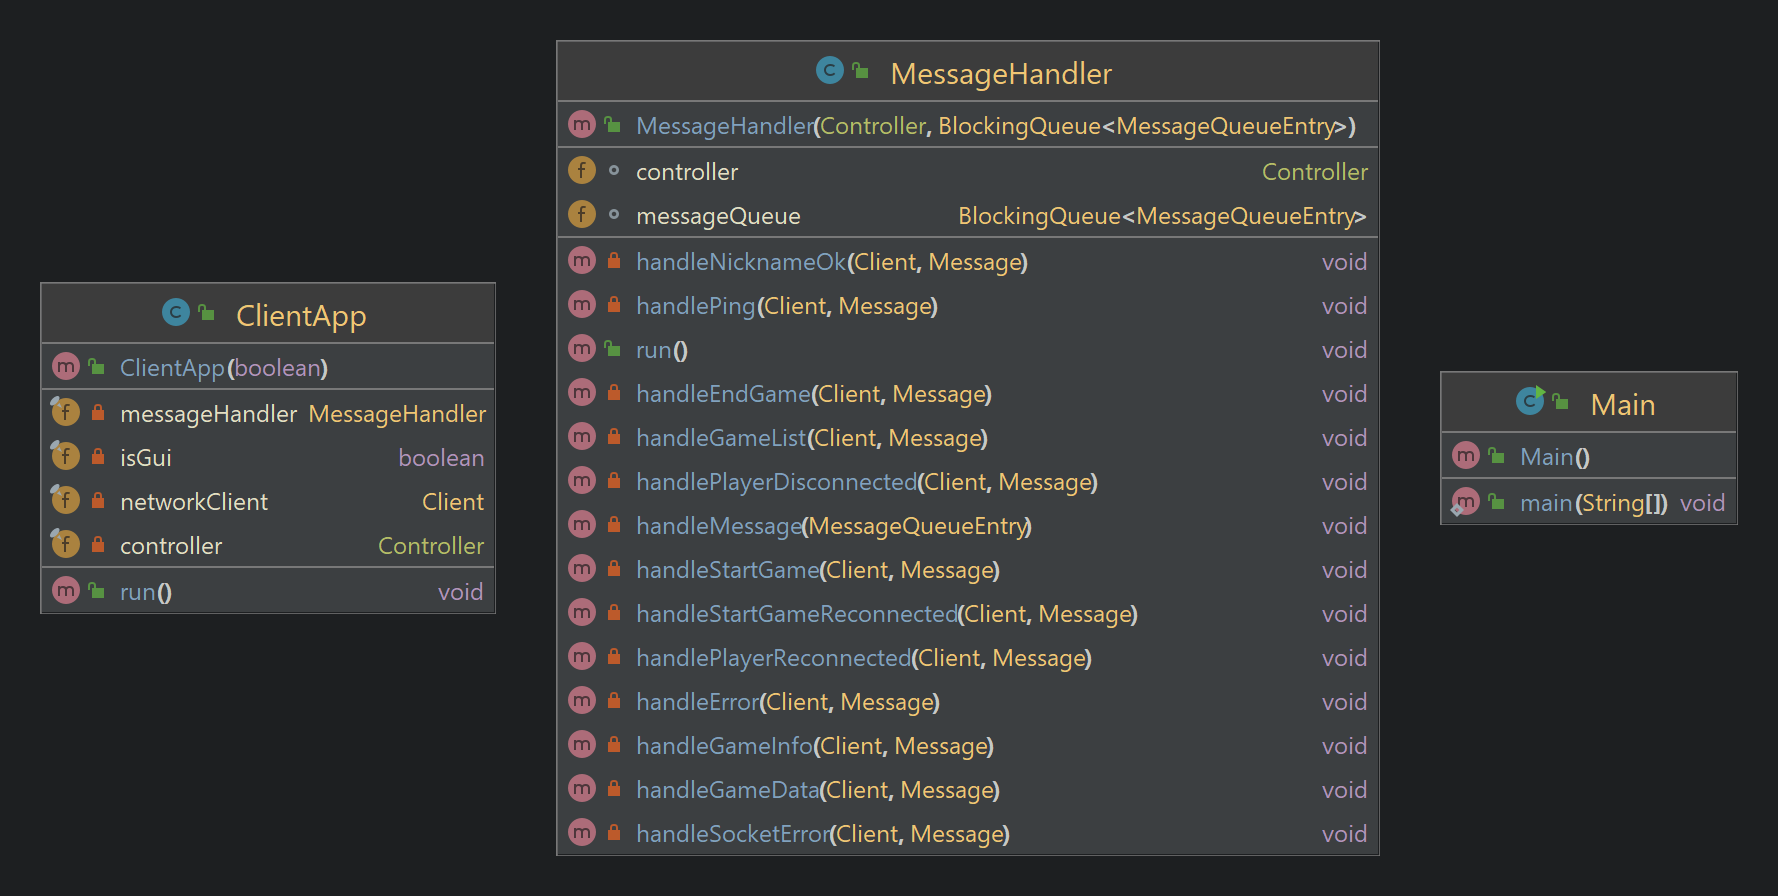 ClientApp
ClientApp(boolean)
messageHandler MessageHandler
isGui boolean
networkClient Client
controller Controller
run() void
MessageHandler
MessageHandler(Controller, BlockingQueue<MessageQueueEntry>)
controller Controller
messageQueue BlockingQueue<MessageQueueEntry>
handleNicknameOk(Client, Message) void
handlePing(Client, Message) void
run() void
handleEndGame(Client, Message) void
handleGameList(Client, Message) void
handlePlayerDisconnected(Client, Message) void
handleMessage(MessageQueueEntry) void
handleStartGame(Client, Message) void
handleStartGameReconnected(Client, Message) void
handlePlayerReconnected(Client, Message) void
handleError(Client, Message) void
handleGameInfo(Client, Message) void
handleGameData(Client, Message) void
handleSocketError(Client, Message) void
Main
Main()
main(String[]) void